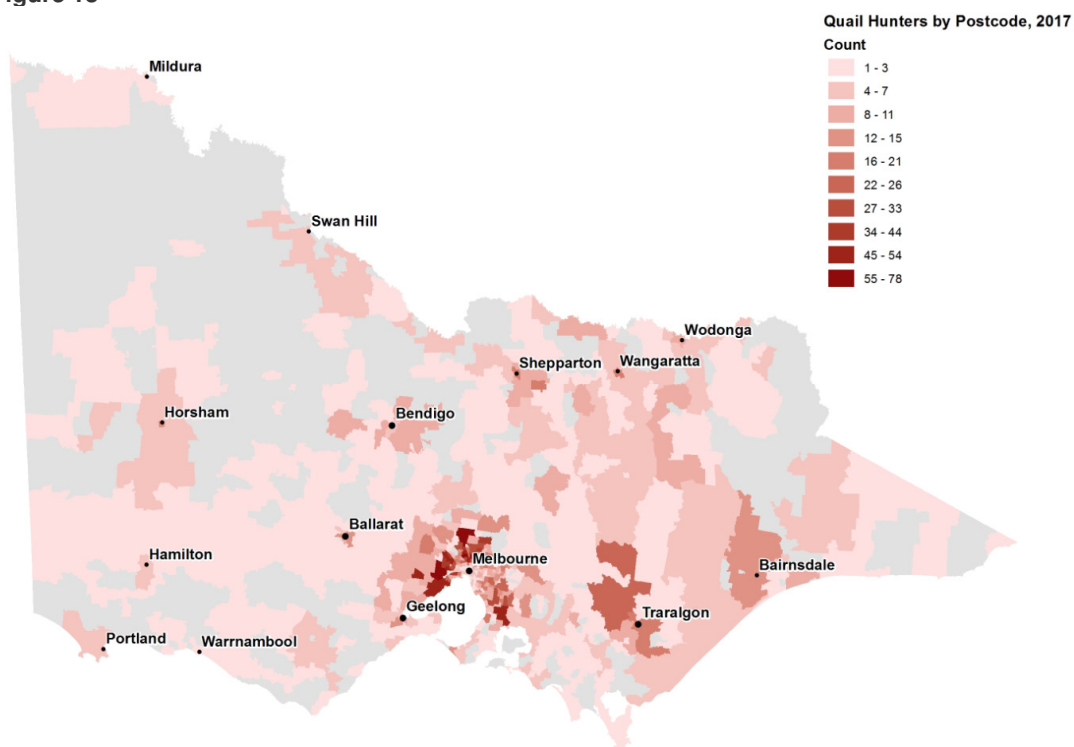 Quail Hunters by Postcode, 2017
Count
1 - 3
4 - 7
8 - 11
12 - 15
16 - 21
22 - 26
27 - 33
34 - 44
45 - 54
55 - 78
Mildura
Swan Hill
Wodonga
Shepparton
Wangaratta
Horsham
Bendigo
Ballarat
Melbourne
Hamilton
Bairnsdale
Geelong
Traralgon
Portland
Warrnambool